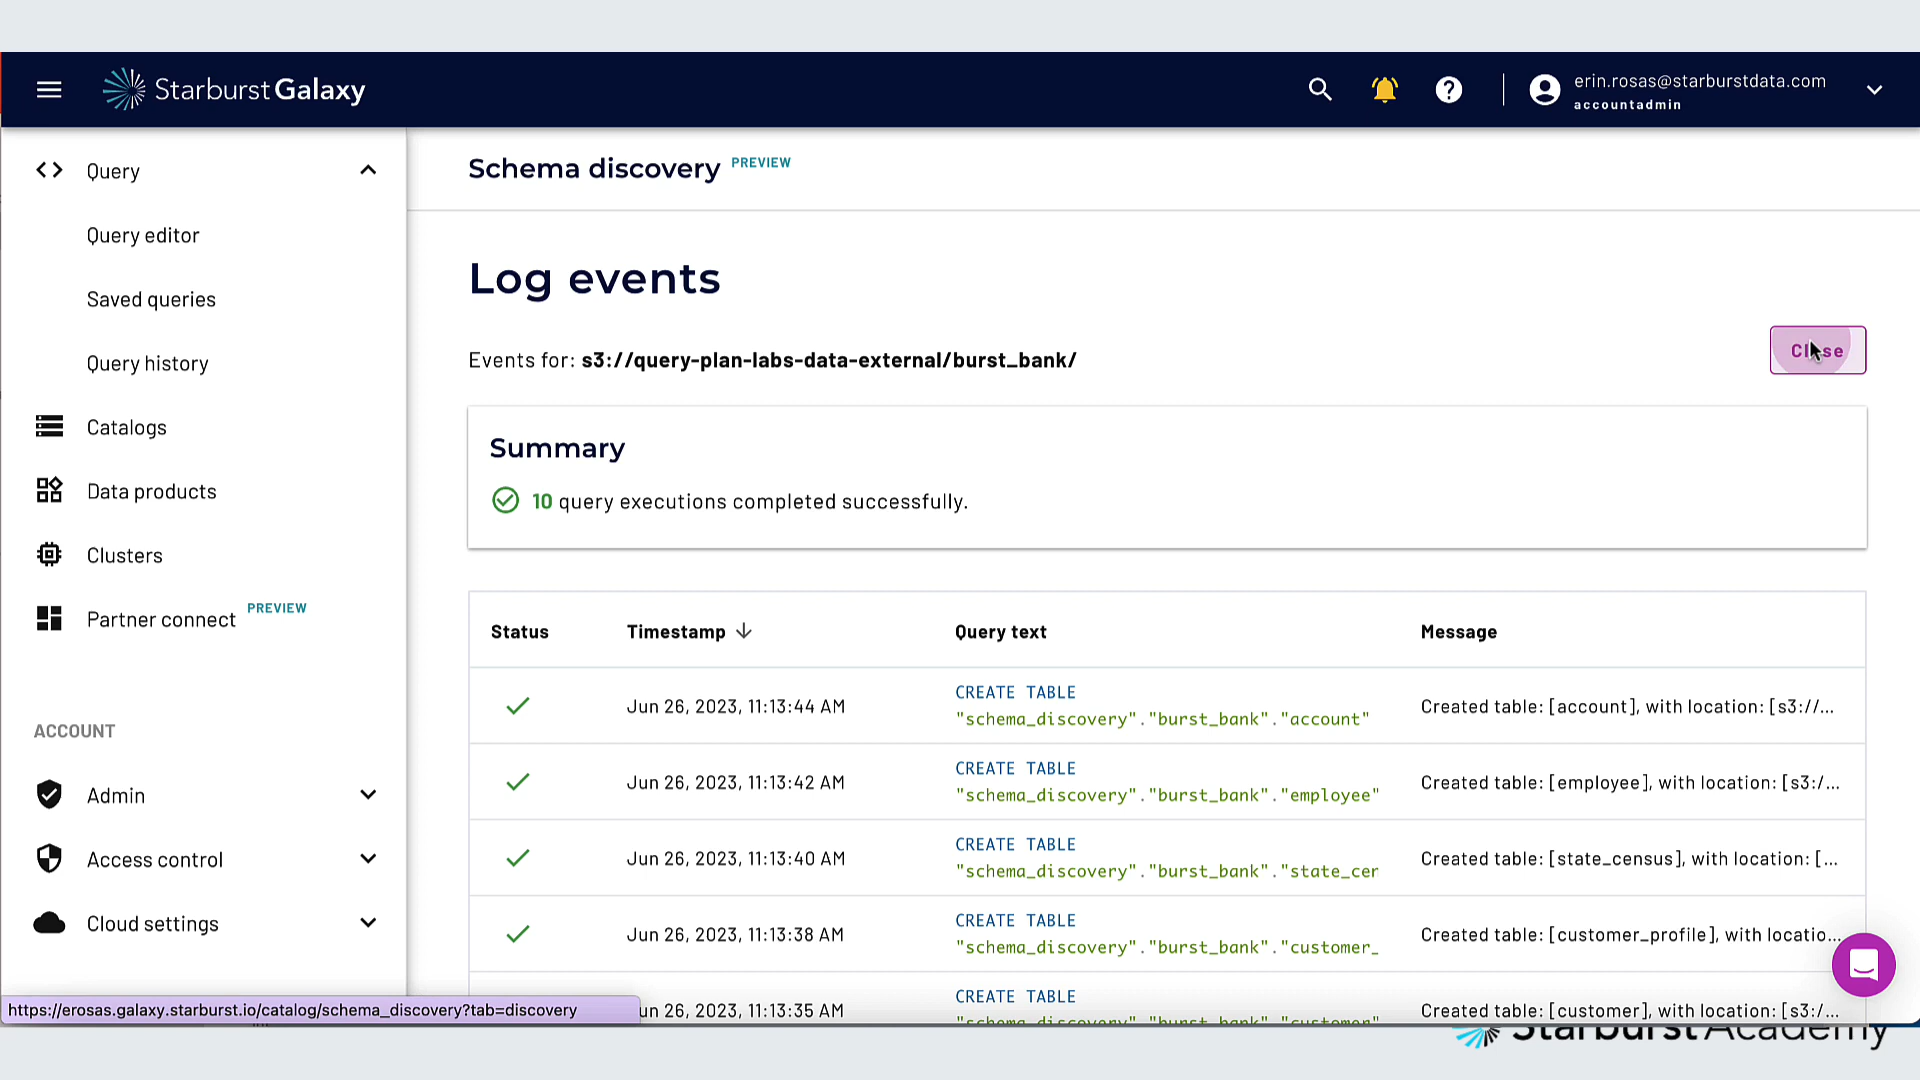 Starburst Galaxy
erin.rosas@starburstdata.com
accountadmin
Query
Query editor
Saved queries
Query history
Catalogs
Data products
Clusters
Partner connect PREVIEW
ACCOUNT
Admin
Access control
Cloud settings
https://erosas.galaxy.starburst.io/catalog/schema_discovery?tab=discovery
Schema discovery PREVIEW
Log events
Events for: s3://query-plan-labs-data-external/burst_bank/
Close
Summary
10 query executions completed successfully.
Status Timestamp Query text Message
Jun 26, 2023, 11:13:44 AM CREATE TABLE Created table: [account], with location: [s3://...
"schema_discovery"."burst_bank"."account"
Jun 26, 2023, 11:13:42 AM CREATE TABLE Created table: [employee], with location: [s3:/...
"schema_discovery"."burst_bank"."employee"
Jun 26, 2023, 11:13:40 AM CREATE TABLE Created table: [state_census], with location: [...
"schema_discovery"."burst_bank"."state_cen
Jun 26, 2023, 11:13:38 AM CREATE TABLE Created table: [customer_profile], with locatio...
"schema_discovery"."burst_bank"."customer_
un 26, 2023, 11:13:35 AM CREATE TABLE Created table: [customer], with location: [s3:/...
"schema_discovery"."burst_bank"."customer"
Starburst Academy